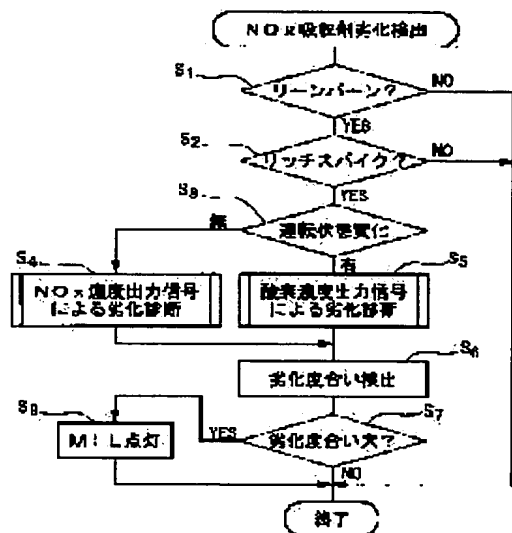 NOx吸蔵剤劣化検出
S1
リーンバーン?
NO
YES
S2
リッチスパイク?
NO
YES
S3
運転状態変化
無
有
S4
NOx濃度出力信号
による劣化診断
S5
酸素濃度出力信号
による劣化診断
S6
劣化度合い検出
S7
劣化度合い大?
YES
NO
S8
MIL点灯
終了